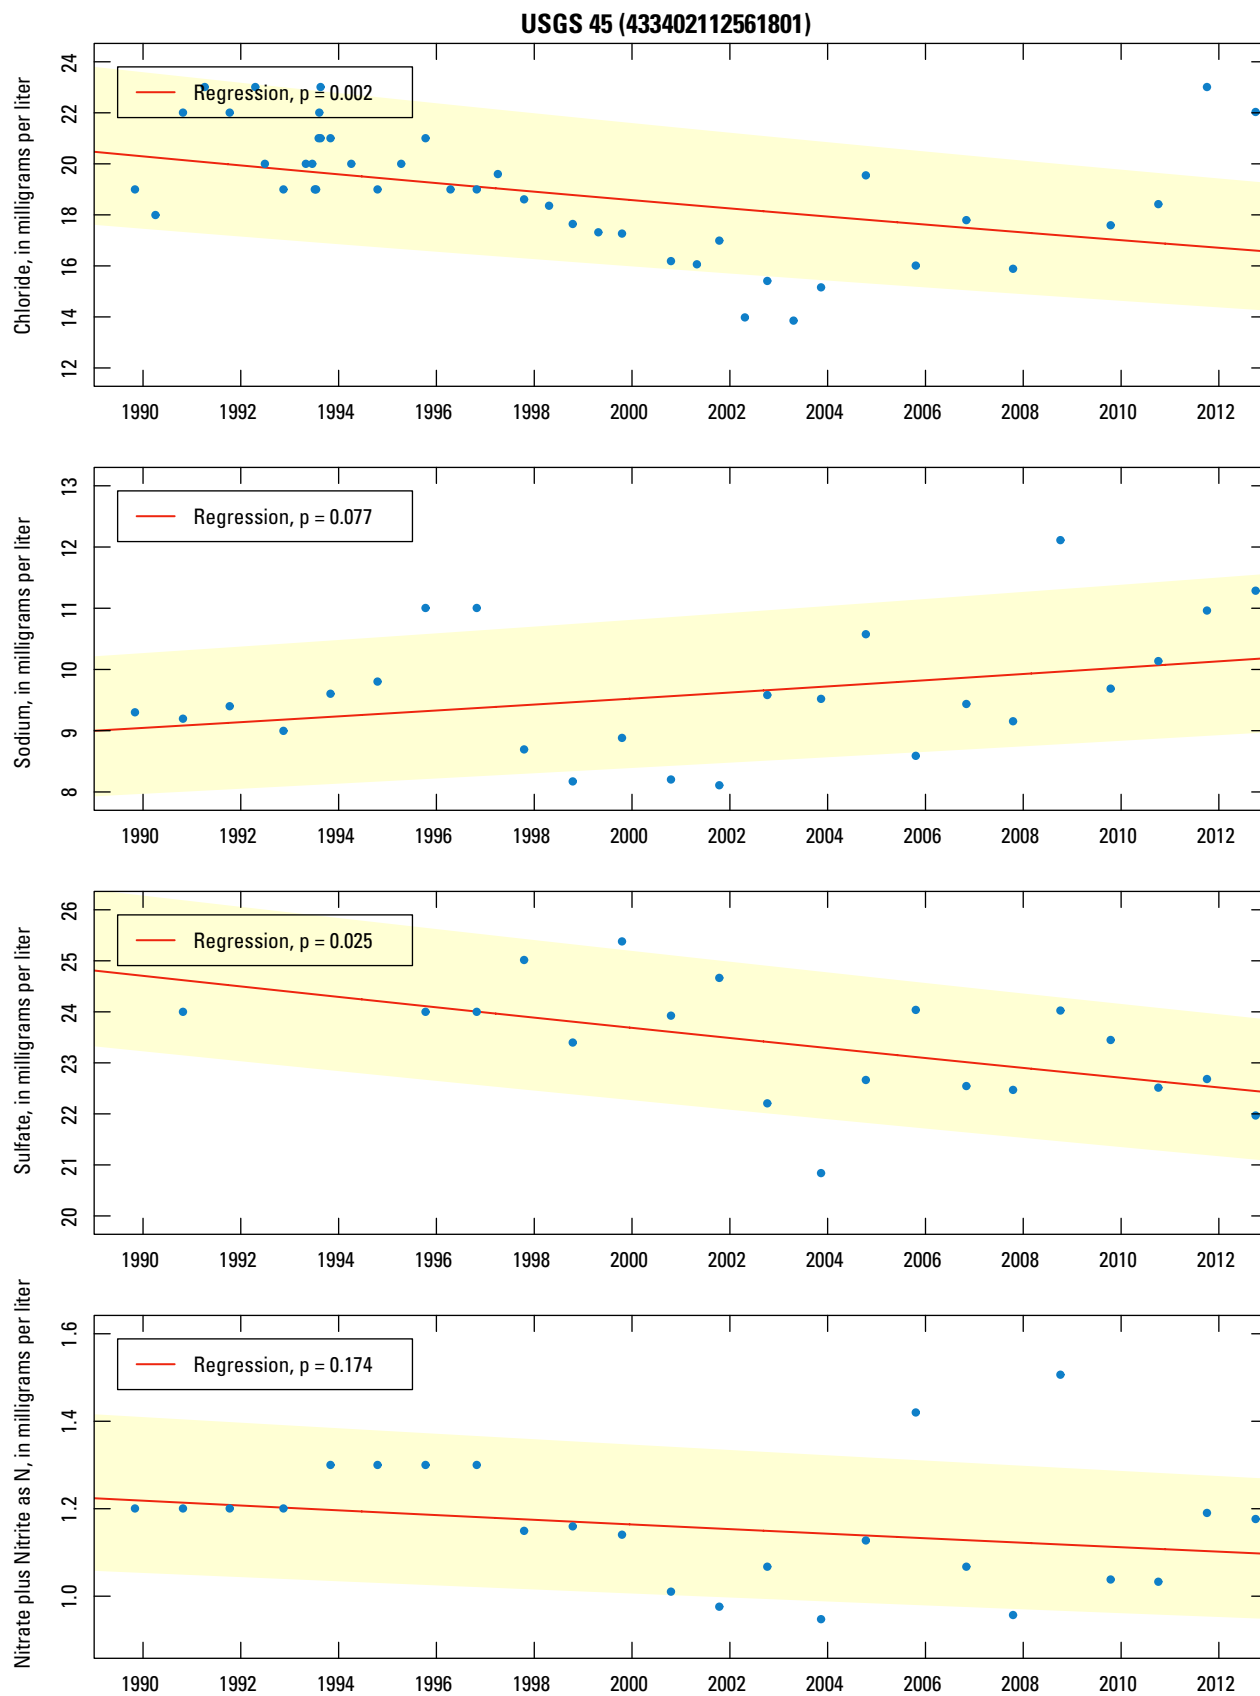 USGS 45 (433402112561801)
Chloride, in milligrams per liter
24
22
20
18
16
14
12
Regression, p = 0.002
1990 1992 1994 1996 1998 2000 2002 2004 2006 2008 2010 2012
Sodium, in milligrams per liter
13
12
11
10
9
8
Regression, p = 0.077
1990 1992 1994 1996 1998 2000 2002 2004 2006 2008 2010 2012
Sulfate, in milligrams per liter
26
25
24
23
22
21
20
Regression, p = 0.025
1990 1992 1994 1996 1998 2000 2002 2004 2006 2008 2010 2012
Nitrate plus Nitrite as N, in milligrams per liter
1.6
1.4
1.2
1.0
Regression, p = 0.174
1990 1992 1994 1996 1998 2000 2002 2004 2006 2008 2010 2012